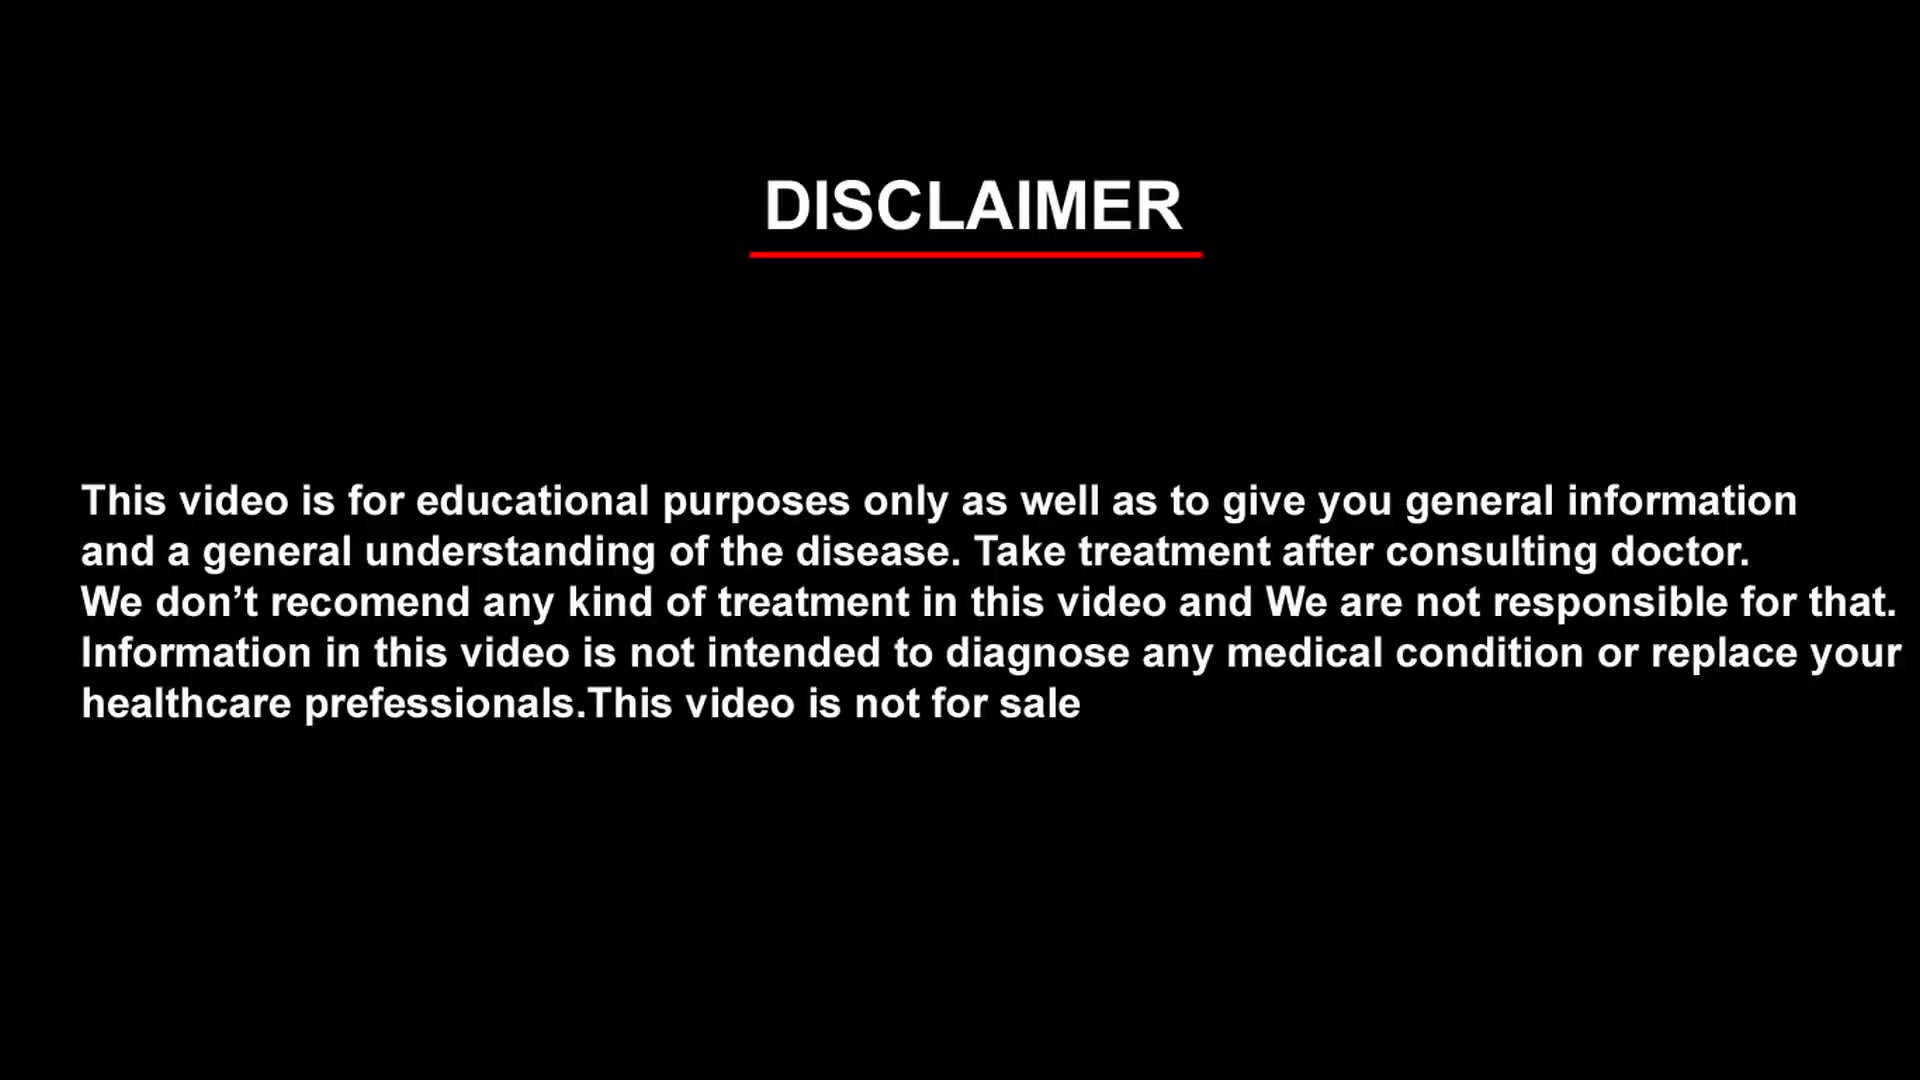 DISCLAIMER
This video is for educational purposes only as well as to give you general information
and a general understanding of the disease. Take treatment after consulting doctor.
We don’t recomend any kind of treatment in this video and We are not responsible for that.
Information in this video is not intended to diagnose any medical condition or replace your
healthcare prefessionals.This video is not for sale